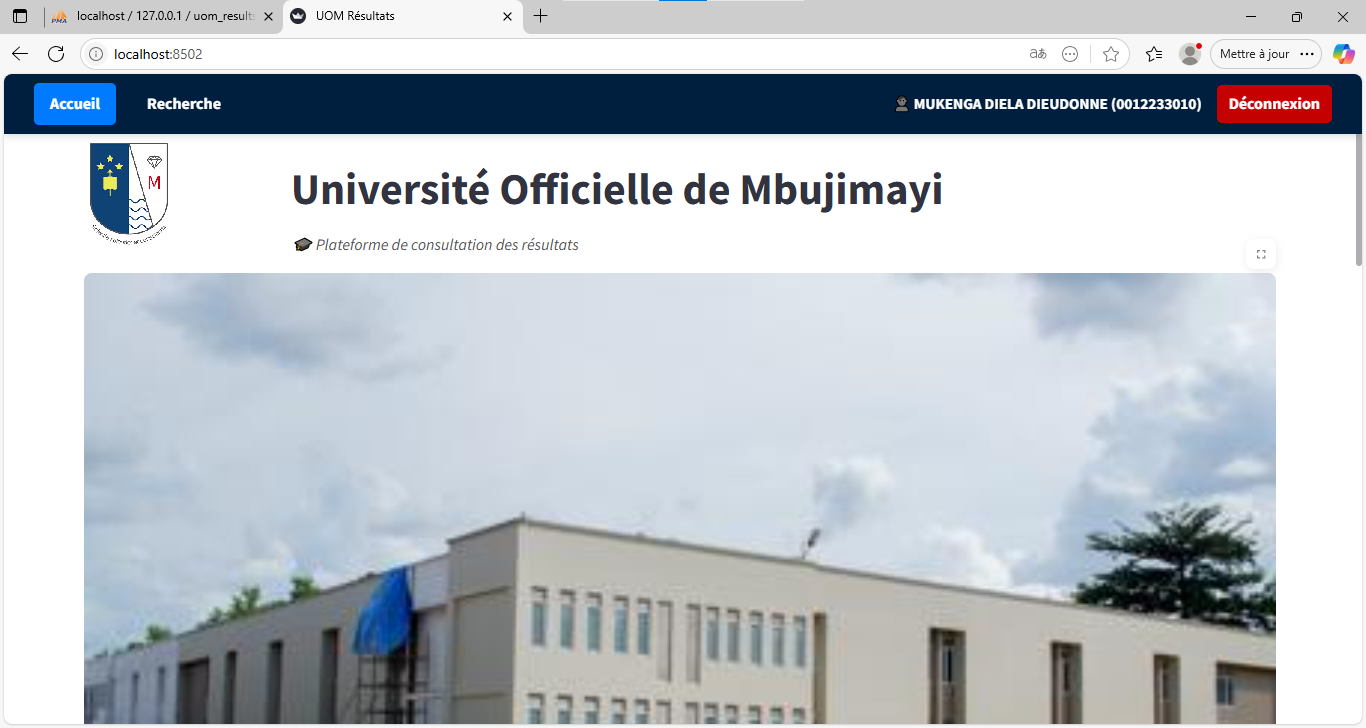 localhost / 127.0.0.1 / uom_result
UOM Résultats
localhost:8502
Mettre à jour
Accueil
Recherche
MUKENGA DIELA DIEUDONNE (0012233010)
Déconnexion
M
Université Officielle de Mbujimayi
Plateforme de consultation des résultats